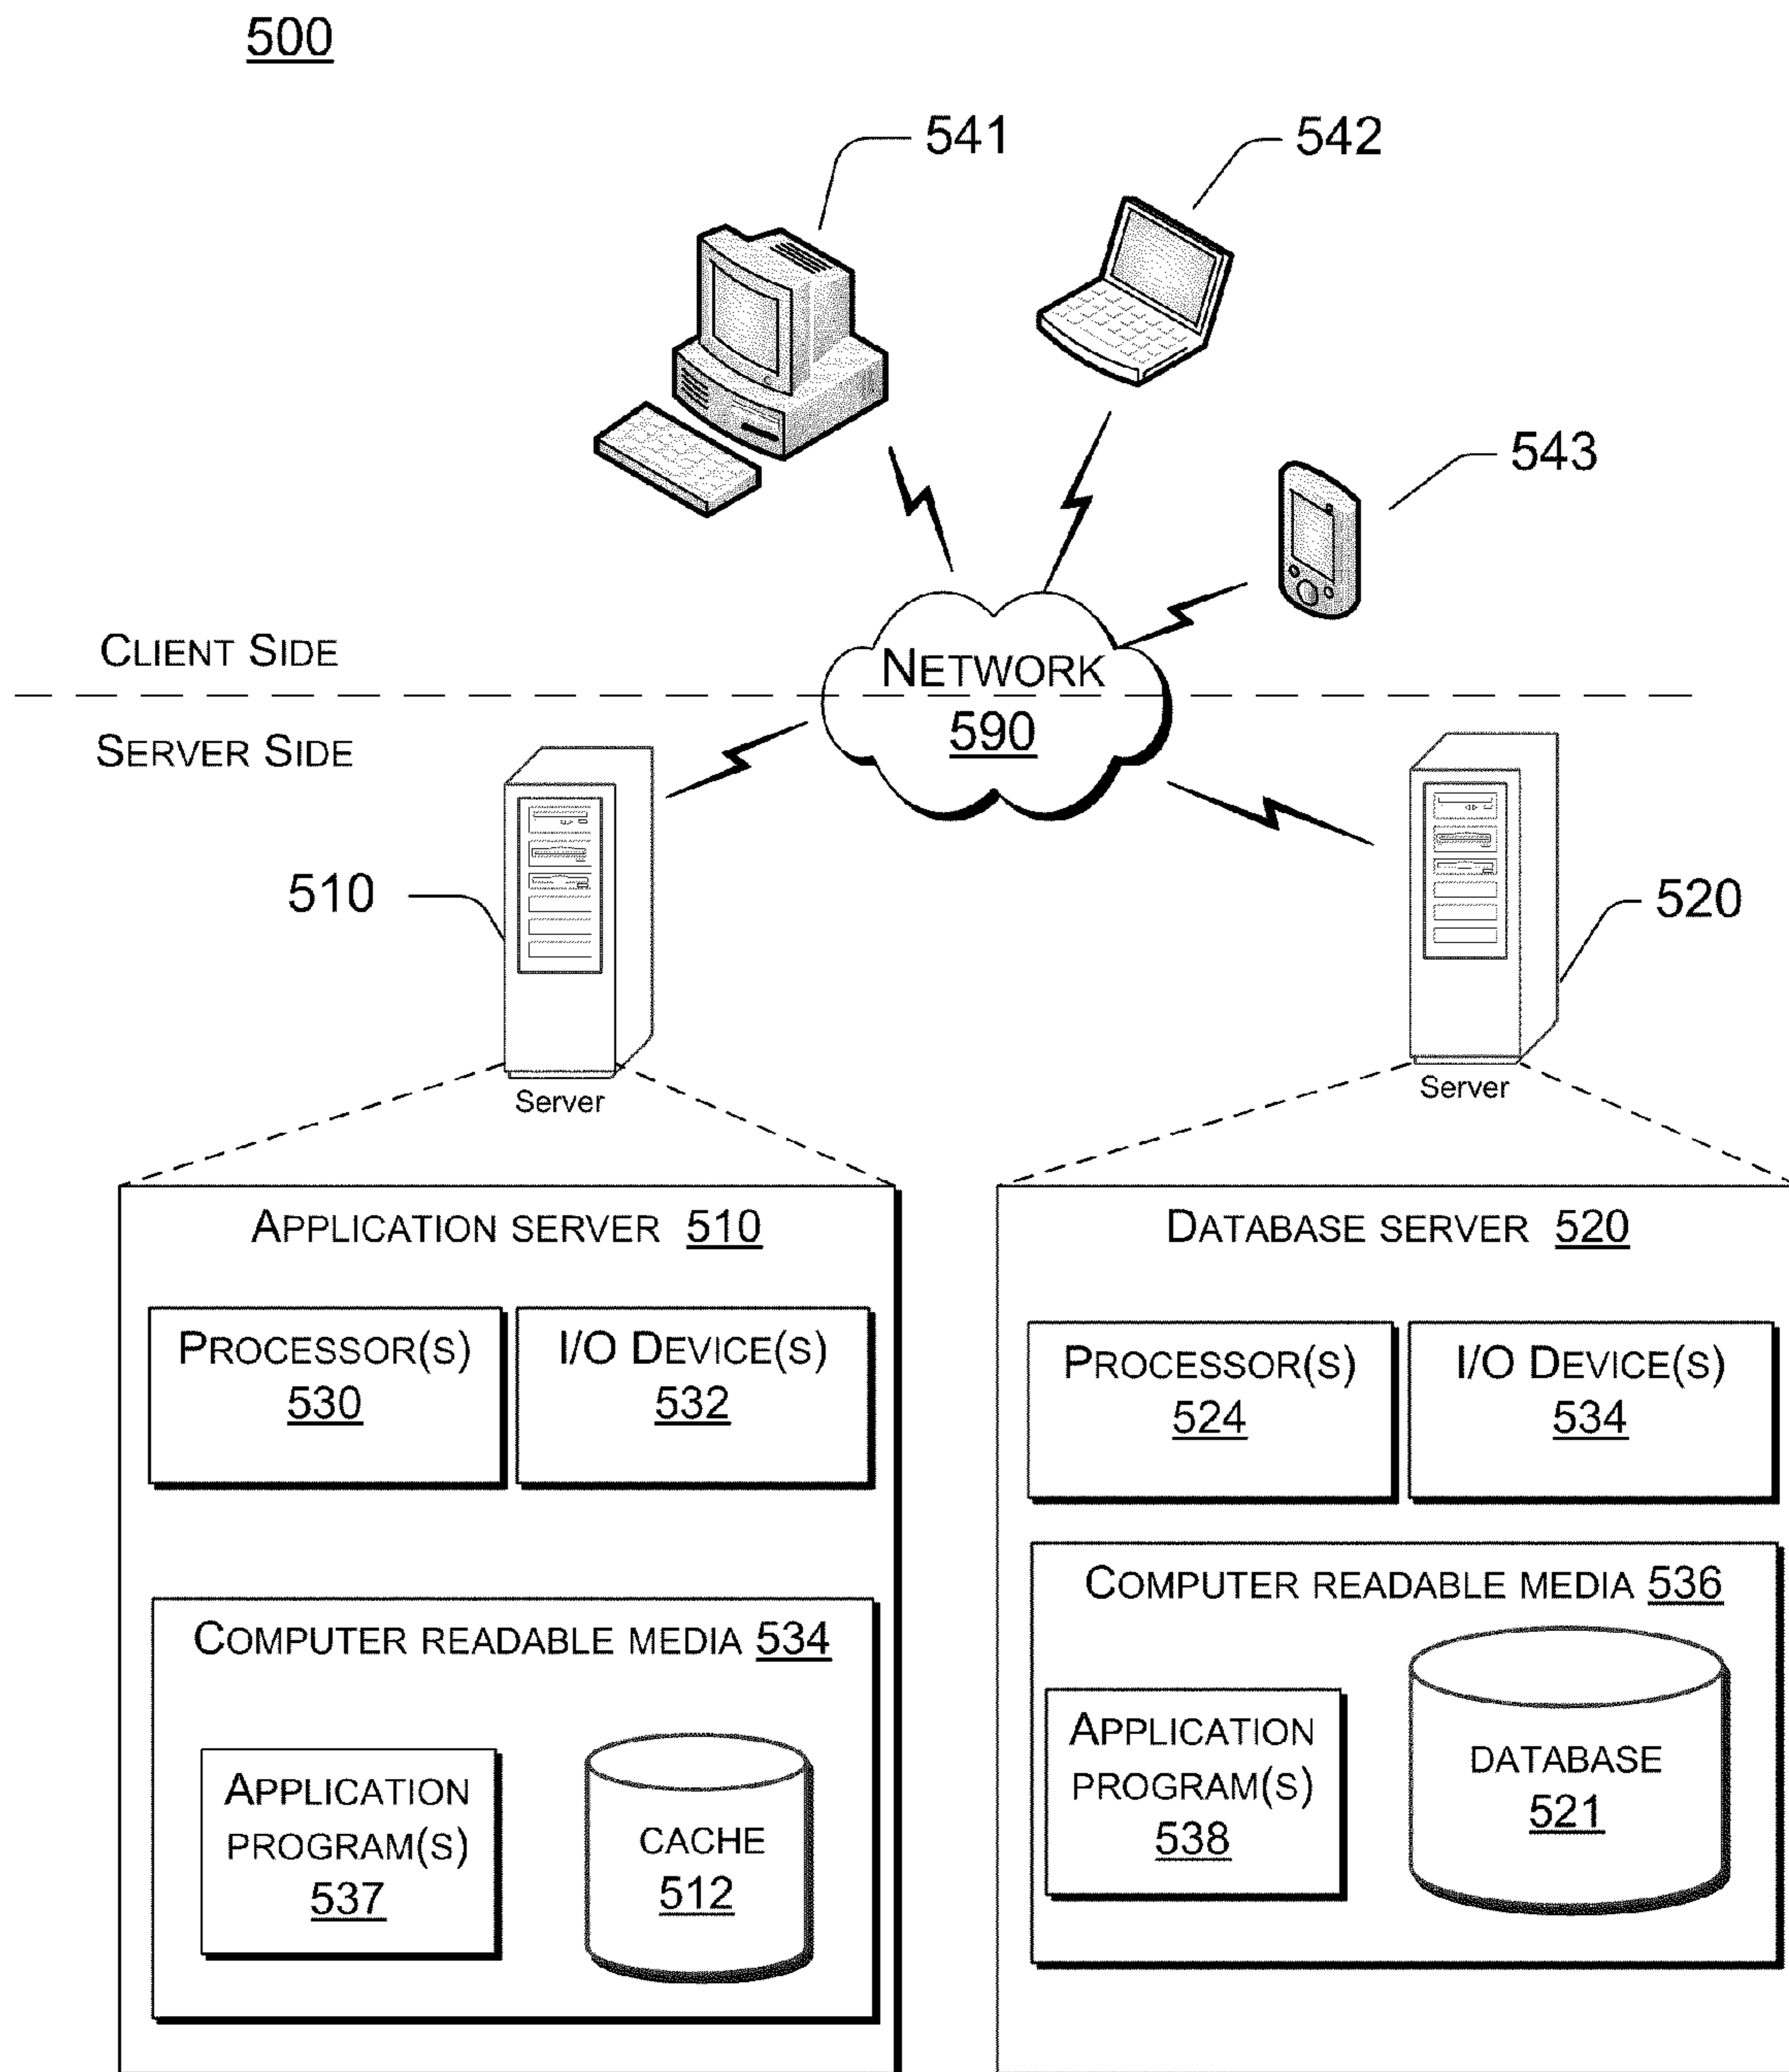 500
541
542
543
CLIENT SIDE
NETWORK
590
SERVER SIDE
510
520
Server
Server
APPLICATION SERVER 510
PROCESSOR(S)
530
I/O DEVICE(S)
532
COMPUTER READABLE MEDIA 534
APPLICATION
PROGRAM(S)
537
CACHE
512
DATABASE SERVER 520
PROCESSOR(S)
524
I/O DEVICE(S)
534
COMPUTER READABLE MEDIA 536
APPLICATION
PROGRAM(S)
538
DATABASE
521